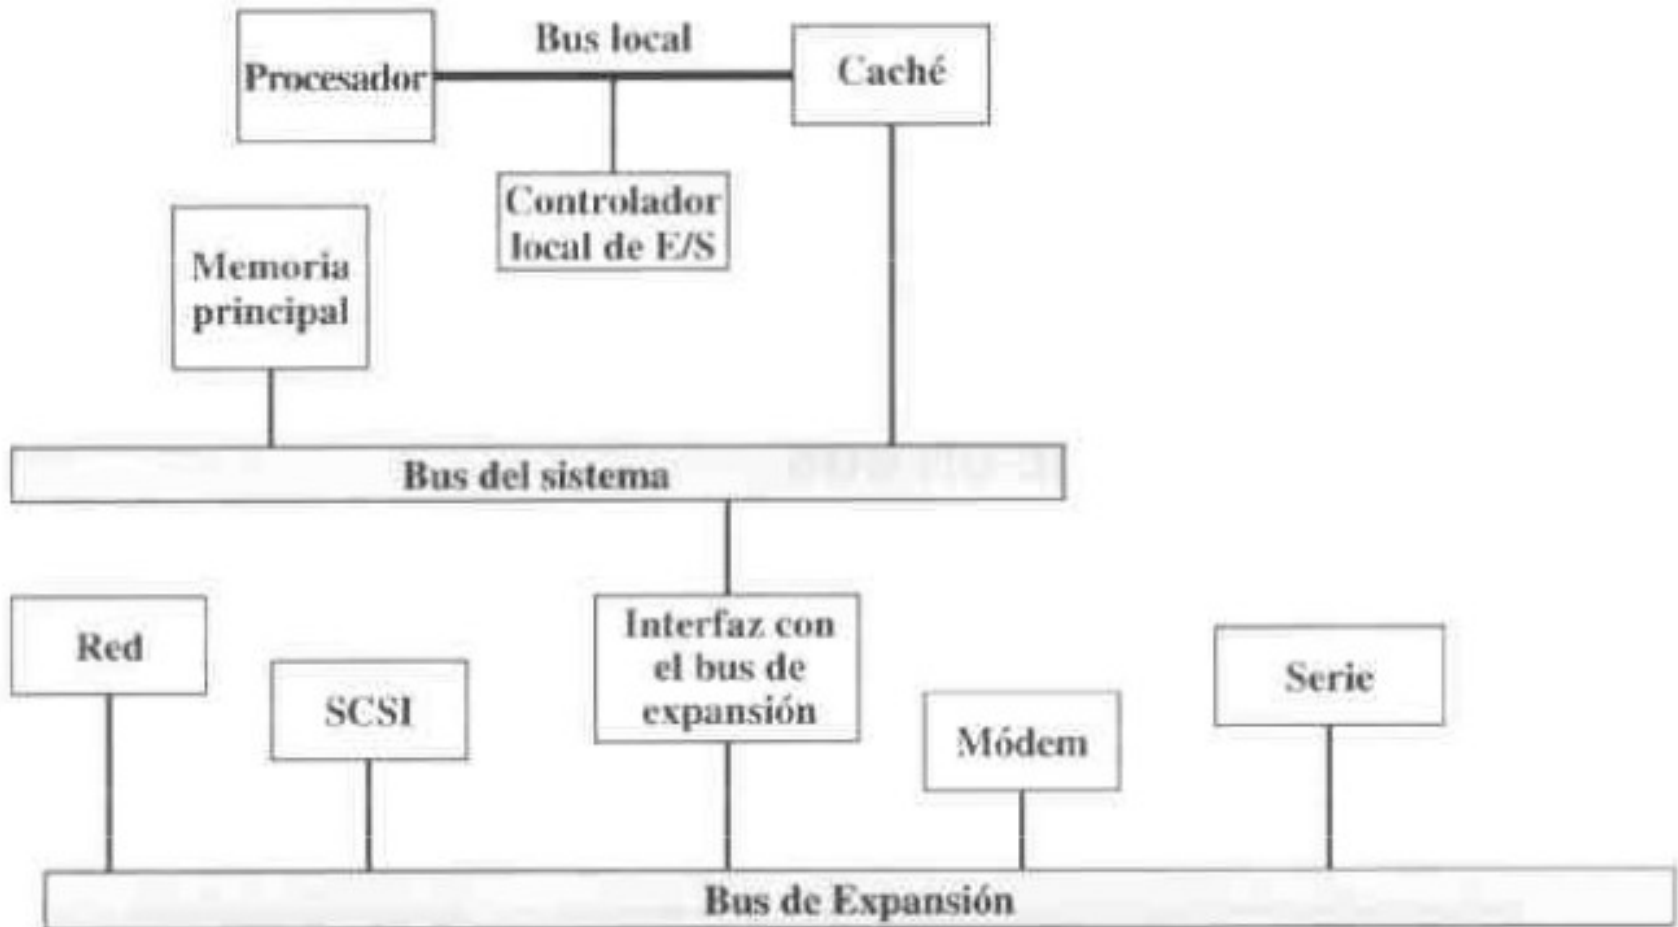 Bus local
Procesador
Caché
Controlador
local de E/S
Memoria
principal
Bus del sistema
Red
SCSI
Interfaz con
el bus de
expansión
Módem
Serie
Bus de Expansión